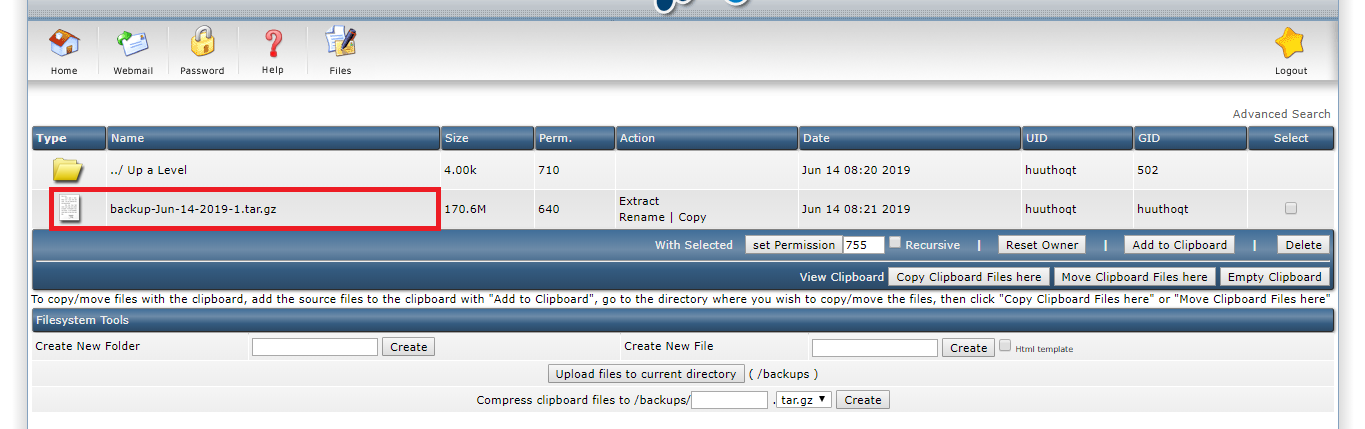 Home Webmail Password Help Files Logout
Advanced Search
Type Name Size Perm. Action Date UID GID Select
../ Up a Level 4.00k 710 Jun 14 08:20 2019 huuthoqt 502
backup-Jun-14-2019-1.tar.gz 170.6M 640 Extract Jun 14 08:21 2019 huuthoqt huuthoqt
Rename | Copy
With Selected set Permission 755 Recursive | Reset Owner | Add to Clipboard | Delete
View Clipboard Copy Clipboard Files here Move Clipboard Files here Empty Clipboard
To copy/move files with the clipboard, add the source files to the clipboard with "Add to Clipboard", go to the directory where you wish to copy/move the files, then click "Copy Clipboard Files here" or "Move Clipboard Files here"
Filesystem Tools
Create New Folder Create Create New File Create Html template
Upload files to current directory ( /backups )
Compress clipboard files to /backups/ . tar.gz Create